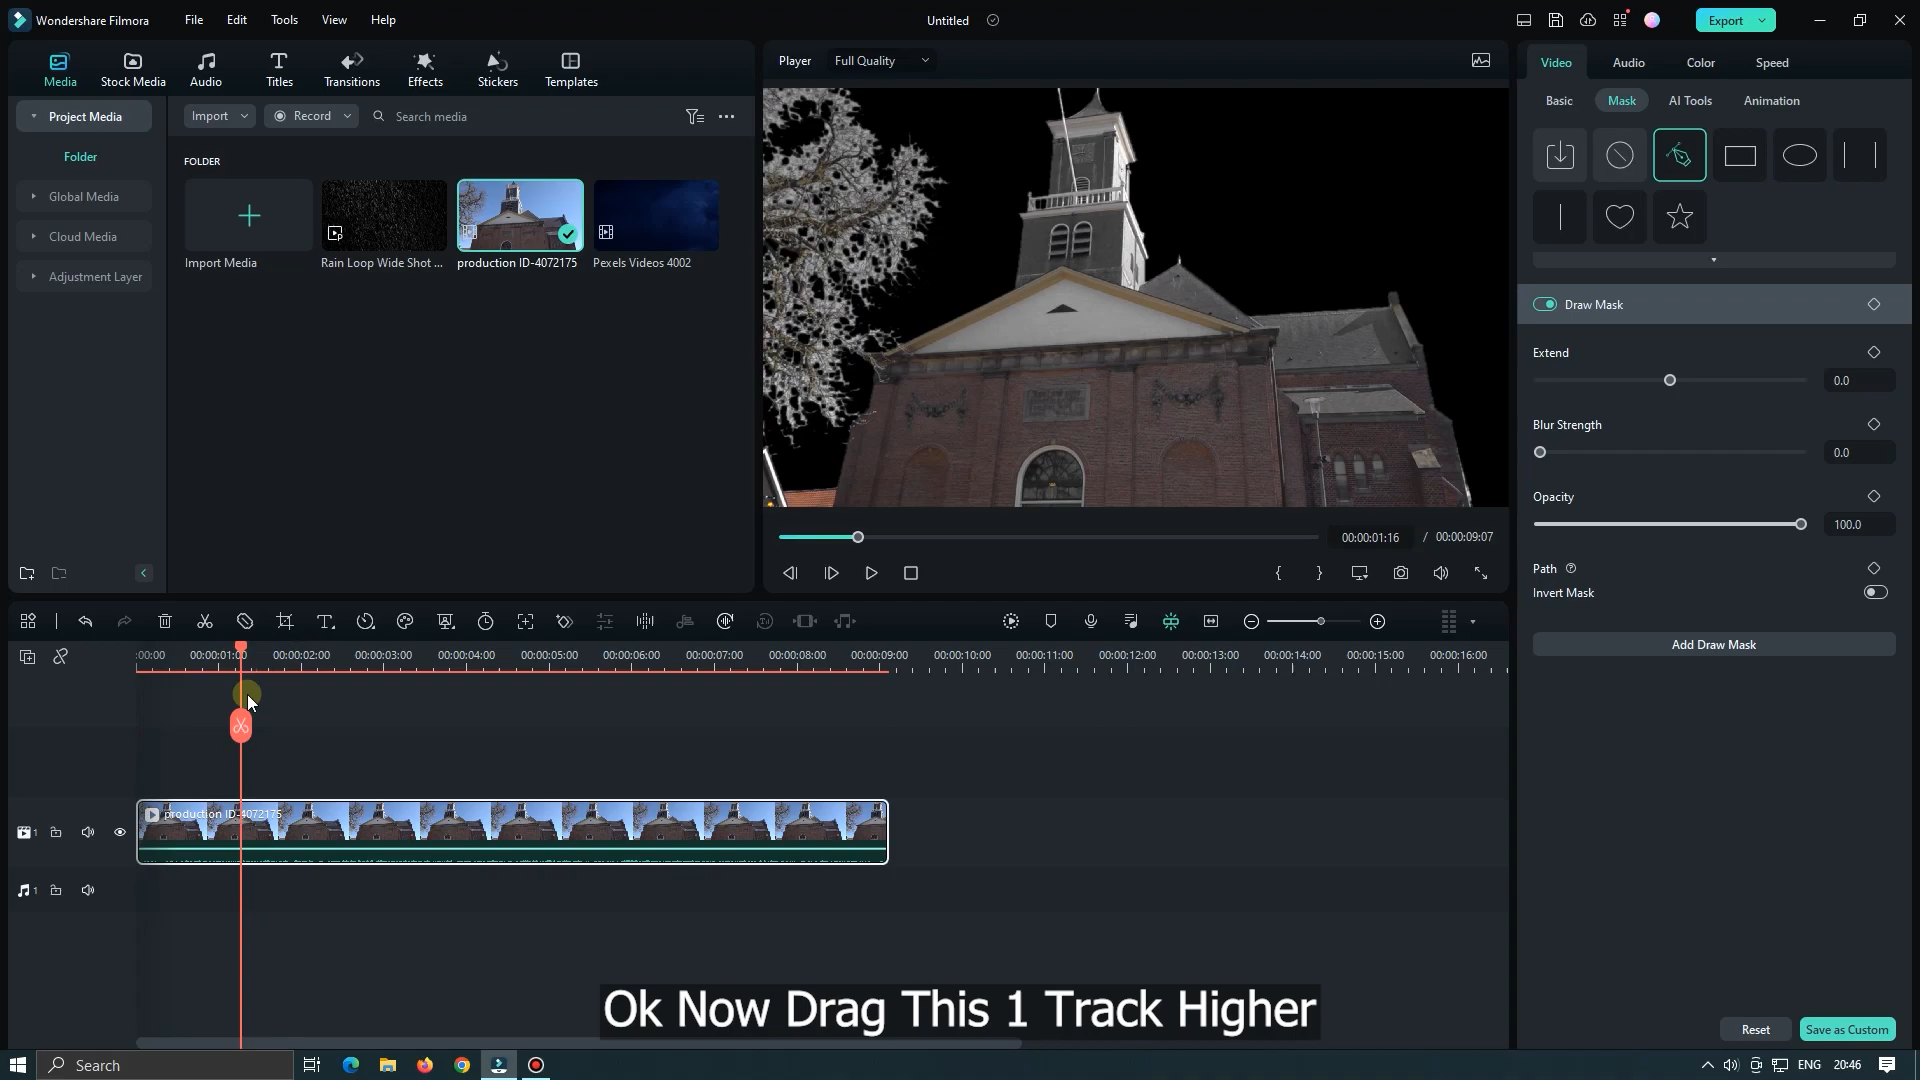 Wondershare Filmora
File
Edit
Tools
View
Help
Untitled
Export
Media
Stock Media
Audio
Titles
Transitions
Effects
Stickers
Templates
Player
Full Quality
Video
Audio
Color
Speed
Project Media
Folder
Global Media
Cloud Media
Adjustment Layer
Import
Record
Search media
FOLDER
Import Media
Rain Loop Wide Shot ...
production ID-4072175
Pexels Videos 4002
Basic
Mask
AI Tools
Animation
Draw Mask
Extend
0.0
Blur Strength
0.0
Opacity
100.0
Path
Invert Mask
Add Draw Mask
00:00:01:16 / 00:00:09:07
:00:00
00:00:01:00
00:00:02:00
00:00:03:00
00:00:04:00
00:00:05:00
00:00:06:00
00:00:07:00
00:00:08:00
00:00:09:00
00:00:10:00
00:00:11:00
00:00:12:00
00:00:13:00
00:00:14:00
00:00:15:00
00:00:16:00
production ID-4072175
1
1
Ok Now Drag This 1 Track Higher
Reset
Save as Custom
Search
ENG
20:46